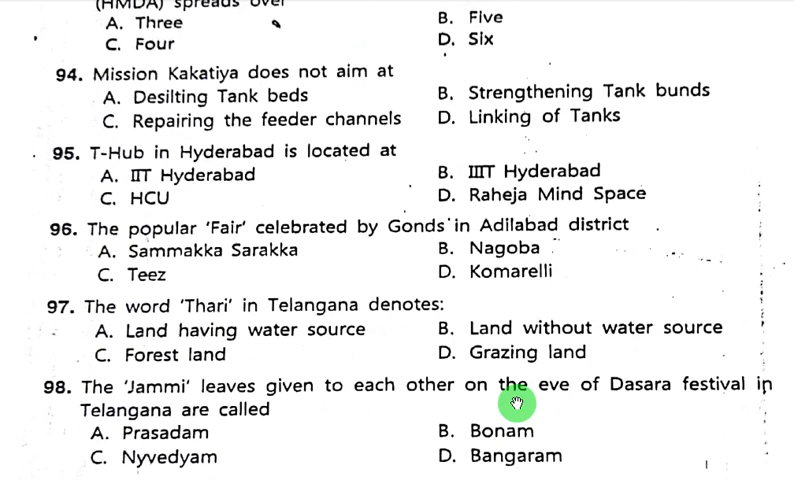 (HMDA) spreads over
A. Three B. Five
C. Four D. Six
94. Mission Kakatiya does not aim at
A. Desilting Tank beds B. Strengthening Tank bunds
C. Repairing the feeder channels D. Linking of Tanks
95. T-Hub in Hyderabad is located at
A. IIT Hyderabad B. IIIT Hyderabad
C. HCU D. Raheja Mind Space
96. The popular 'Fair' celebrated by Gonds in Adilabad district
A. Sammakka Sarakka B. Nagoba
C. Teez D. Komarelli
97. The word 'Thari' in Telangana denotes:
A. Land having water source B. Land without water source
C. Forest land D. Grazing land
98. The 'Jammi' leaves given to each other on the eve of Dasara festival in
Telangana are called
A. Prasadam B. Bonam
C. Nyvedyam D. Bangaram